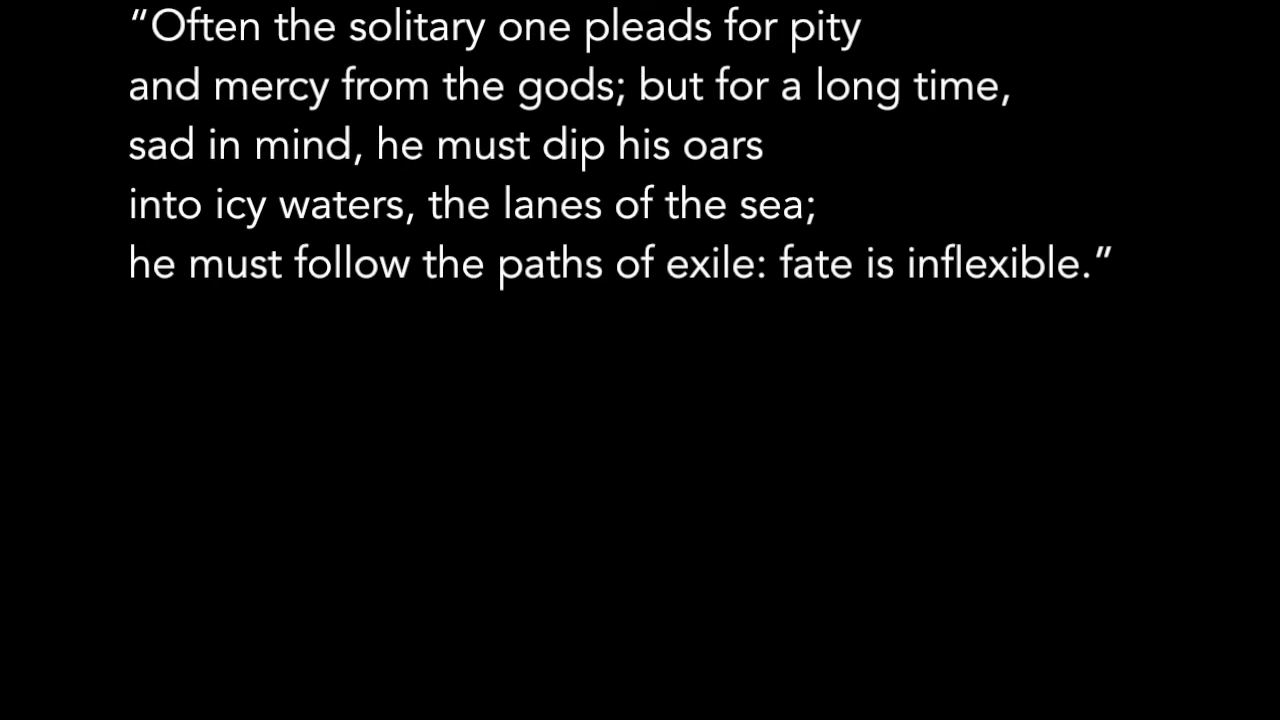 “Often the solitary one pleads for pity
and mercy from the gods; but for a long time,
sad in mind, he must dip his oars
into icy waters, the lanes of the sea;
he must follow the paths of exile: fate is inflexible.”